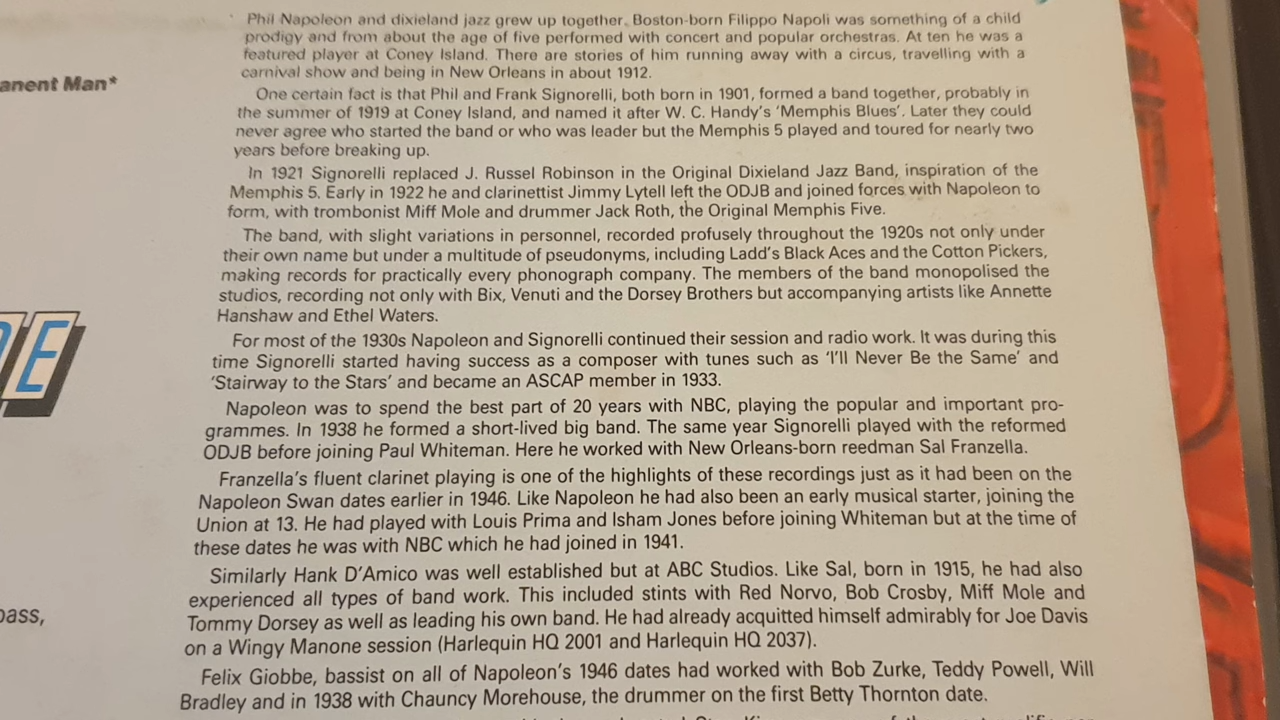 Phil Napoleon and dixieland jazz grew up together. Boston-born Filippo Napoli was something of a child
prodigy and from about the age of five performed with concert and popular orchestras. At ten he was a
featured player at Coney Island. There are stories of him running away with a circus, travelling with a
carnival show and being in New Orleans in about 1912.
anent Man*
One certain fact is that Phil and Frank Signorelli, both born in 1901, formed a band together, probably in
the summer of 1919 at Coney Island, and named it after W. C. Handy's 'Memphis Blues'. Later they could
never agree who started the band or who was leader but the Memphis 5 played and toured for nearly two
years before breaking up.
In 1921 Signorelli replaced J. Russel Robinson in the Original Dixieland Jazz Band, inspiration of the
Memphis 5. Early in 1922 he and clarinettist Jimmy Lytell left the ODJB and joined forces with Napoleon to
form, with trombonist Miff Mole and drummer Jack Roth, the Original Memphis Five.
The band, with slight variations in personnel, recorded profusely throughout the 1920s not only under
their own name but under a multitude of pseudonyms, including Ladd's Black Aces and the Cotton Pickers,
making records for practically every phonograph company. The members of the band monopolised the
studios, recording not only with Bix, Venuti and the Dorsey Brothers but accompanying artists like Annette
Hanshaw and Ethel Waters.
For most of the 1930s Napoleon and Signorelli continued their session and radio work. It was during this
time Signorelli started having success as a composer with tunes such as 'I'll Never Be the Same' and
'Stairway to the Stars' and became an ASCAP member in 1933.
E
Napoleon was to spend the best part of 20 years with NBC, playing the popular and important pro-
grammes. In 1938 he formed a short-lived big band. The same year Signorelli played with the reformed
ODJB before joining Paul Whiteman. Here he worked with New Orleans-born reedman Sal Franzella.
Franzella's fluent clarinet playing is one of the highlights of these recordings just as it had been on the
Napoleon Swan dates earlier in 1946. Like Napoleon he had also been an early musical starter, joining the
Union at 13. He had played with Louis Prima and Isham Jones before joining Whiteman but at the time of
these dates he was with NBC which he had joined in 1941.
Similarly Hank D'Amico was well established but at ABC Studios. Like Sal, born in 1915, he had also
experienced all types of band work. This included stints with Red Norvo, Bob Crosby, Miff Mole and
Tommy Dorsey as well as leading his own band. He had already acquitted himself admirably for Joe Davis
on a Wingy Manone session (Harlequin HQ 2001 and Harlequin HQ 2037).
bass,
Felix Giobbe, bassist on all of Napoleon's 1946 dates had worked with Bob Zurke, Teddy Powell, Will
Bradley and in 1938 with Chauncy Morehouse, the drummer on the first Betty Thornton date.